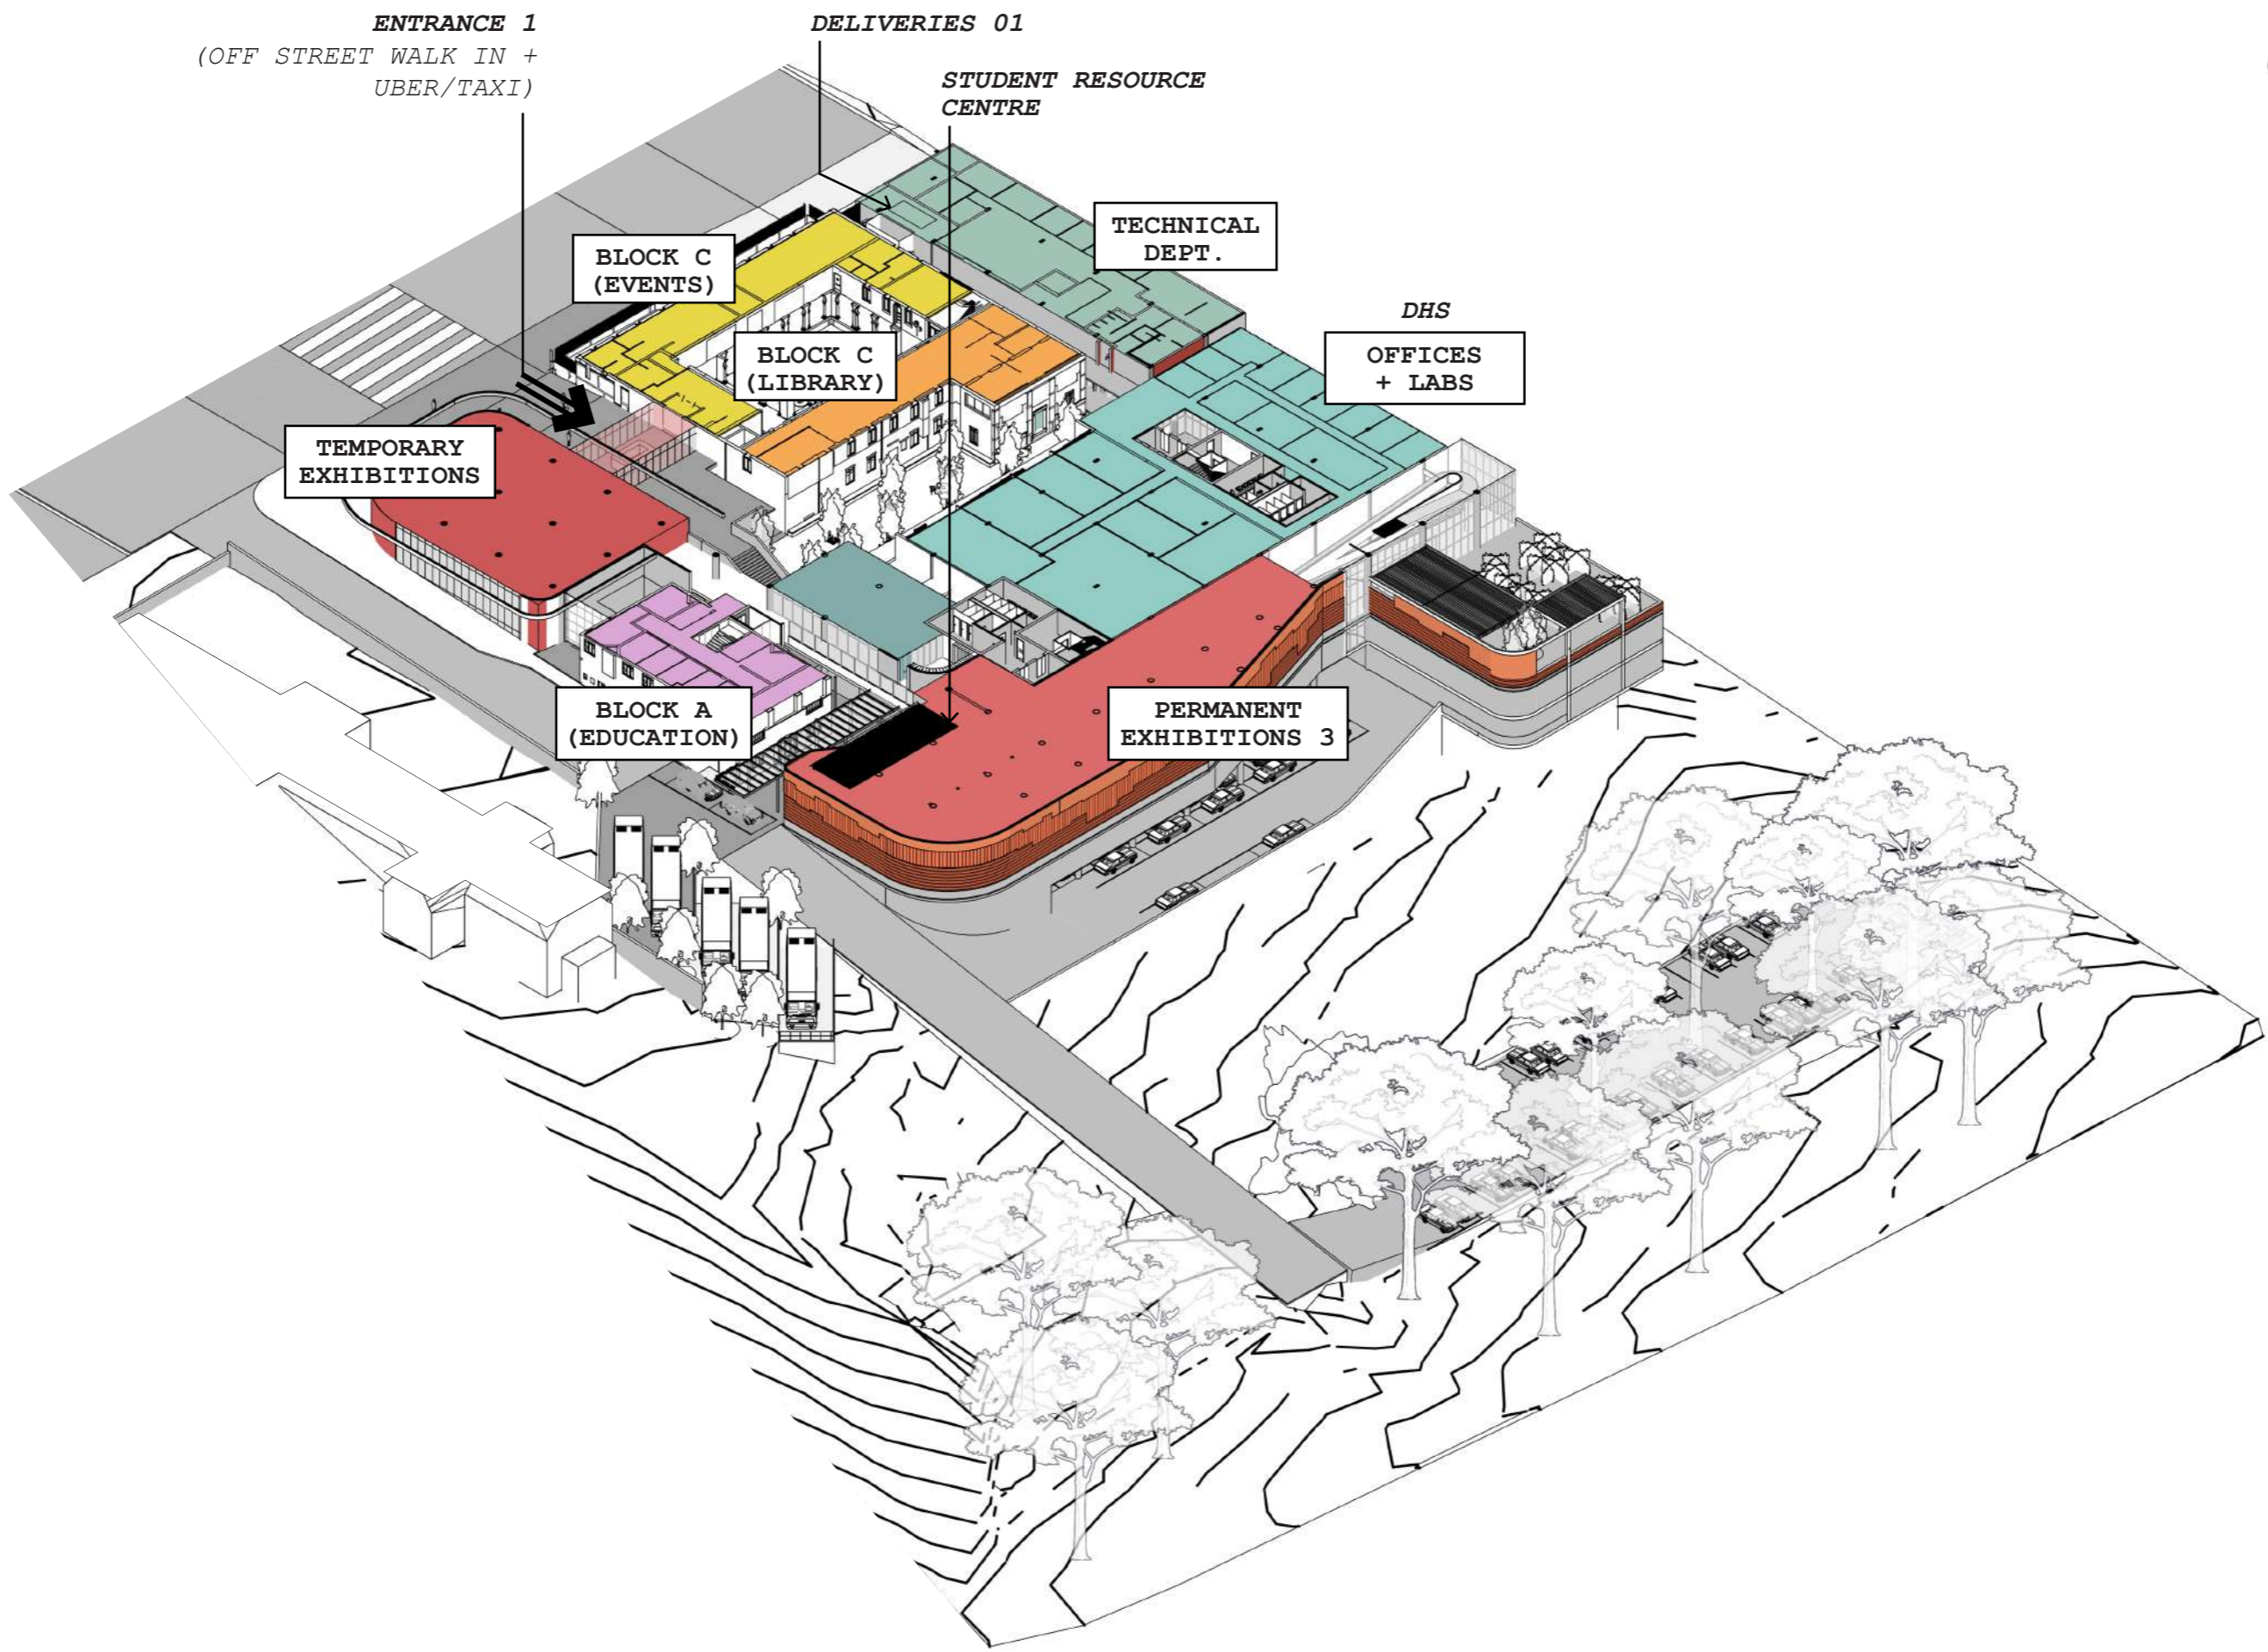 ENTRANCE 1
(OFF STREET WALK IN +
UBER/TAXI)
DELIVERIES 01
STUDENT RESOURCE
CENTRE
TECHNICAL
DEPT.
BLOCK C
(EVENTS)
DHS
OFFICES
+ LABS
BLOCK C
(LIBRARY)
TEMPORARY
EXHIBITIONS
BLOCK A
(EDUCATION)
PERMANENT
EXHIBITIONS 3